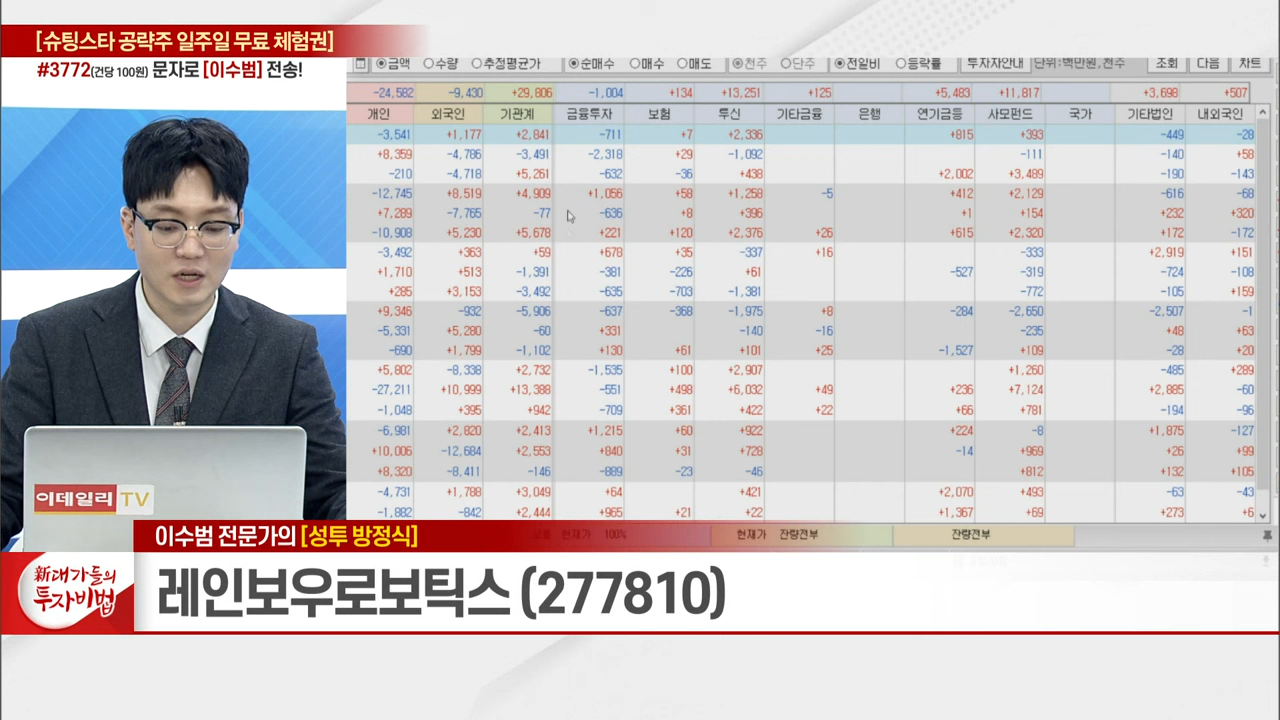 [슈팅스타 공략주 일주일 무료 체험권]
#3772(건당 100원) 문자로 [이수범] 전송!
금액 수량 추정평균가 순매수 매수 매도 천주 단주 전일비 등락률 투자자안내 단위:백만원,천주 조회 다음 차트
-24,582 -9,430 +29,806 -1,004 +134 +13,251 +125 +5,483 +11,817 +3,698 +507
개인 외국인 기관계 금융투자 보험 투신 기타금융 은행 연기금등 사모펀드 국가 기타법인 내외국인
-3,541 +1,177 +2,841 -711 +7 +2,336 +815 +393 -449 -28
+8,359 -4,786 -3,491 -2,318 +29 -1,092 -111 -140 +58
-210 -4,718 +5,261 -632 -36 +438 +2,002 +3,489 -190 -143
-12,745 +8,519 +4,909 +1,056 +58 +1,258 -5 +412 +2,129 -616 -68
+7,289 -7,765 -77 -636 +8 +396 +1 +154 +232 +320
-10,908 +5,230 +5,678 +221 +120 +2,376 +26 +615 +2,320 +172 -172
-3,492 +363 +59 +678 +35 -337 +16 -333 +2,919 +151
+1,710 +513 -1,391 -381 -226 +61 -527 -319 -724 -108
+285 +3,153 -3,492 -635 -703 -1,381 -772 -105 +159
+9,346 -932 -5,906 -637 -368 -1,975 +8 -284 -2,650 -2,507 -1
-5,331 +5,280 -60 +331 -140 -16 -235 +48 +63
-690 +1,799 -1,102 +130 +61 +101 +25 -1,527 +109 -28 +20
+5,802 -8,338 +2,732 -1,535 +100 +2,907 +1,260 -485 +289
-27,211 +10,999 +13,388 -551 +498 +6,032 +49 +236 +7,124 +2,885 -60
-1,048 +395 +942 -709 +361 +422 +22 +66 +781 -194 -96
-6,981 +2,820 +2,413 +1,215 +60 +922 +224 -8 +1,875 -127
+10,006 -12,684 +2,553 +840 +31 +728 -14 +969 +26 +99
+8,320 -8,411 -146 -889 -23 -46 +812 +132 +105
-4,731 +1,788 +3,049 +64 +421 +2,070 +493 -63 -43
-1,882 -842 +2,444 +965 +21 +22 +1,367 +69 +273 +6
현재가 100% 현재가 잔량전부 잔량전부
이데일리 TV
이수범 전문가의 [성투 방정식]
新대가들의
투자비법
레인보우로보틱스 (277810)